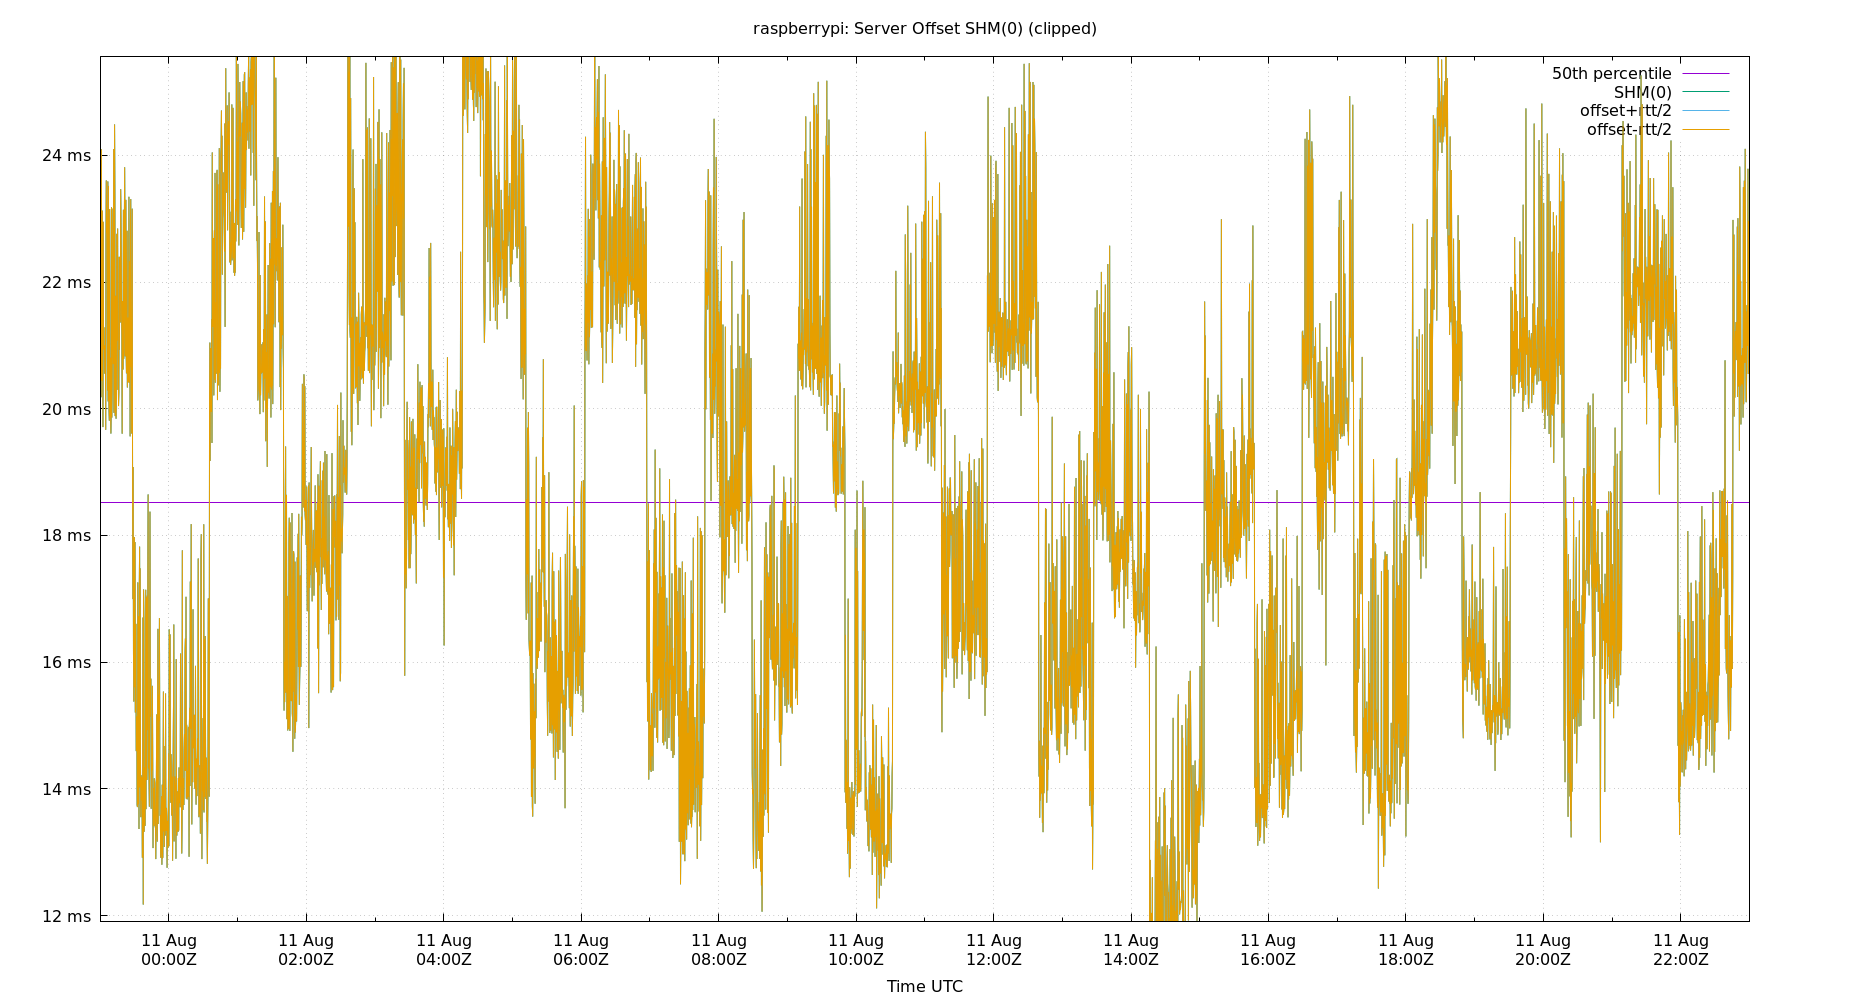 raspberrypi: Server Offset SHM(0) (clipped)
50th percentile
SHM(0)
offset+rtt/2
offset-rtt/2
24 ms
22 ms
20 ms
18 ms
16 ms
14 ms
12 ms
11 Aug 11 Aug 11 Aug 11 Aug 11 Aug 11 Aug 11 Aug 11 Aug 11 Aug 11 Aug 11 Aug 11 Aug
00:00Z 02:00Z 04:00Z 06:00Z 08:00Z 10:00Z 12:00Z 14:00Z 16:00Z 18:00Z 20:00Z 22:00Z
Time UTC